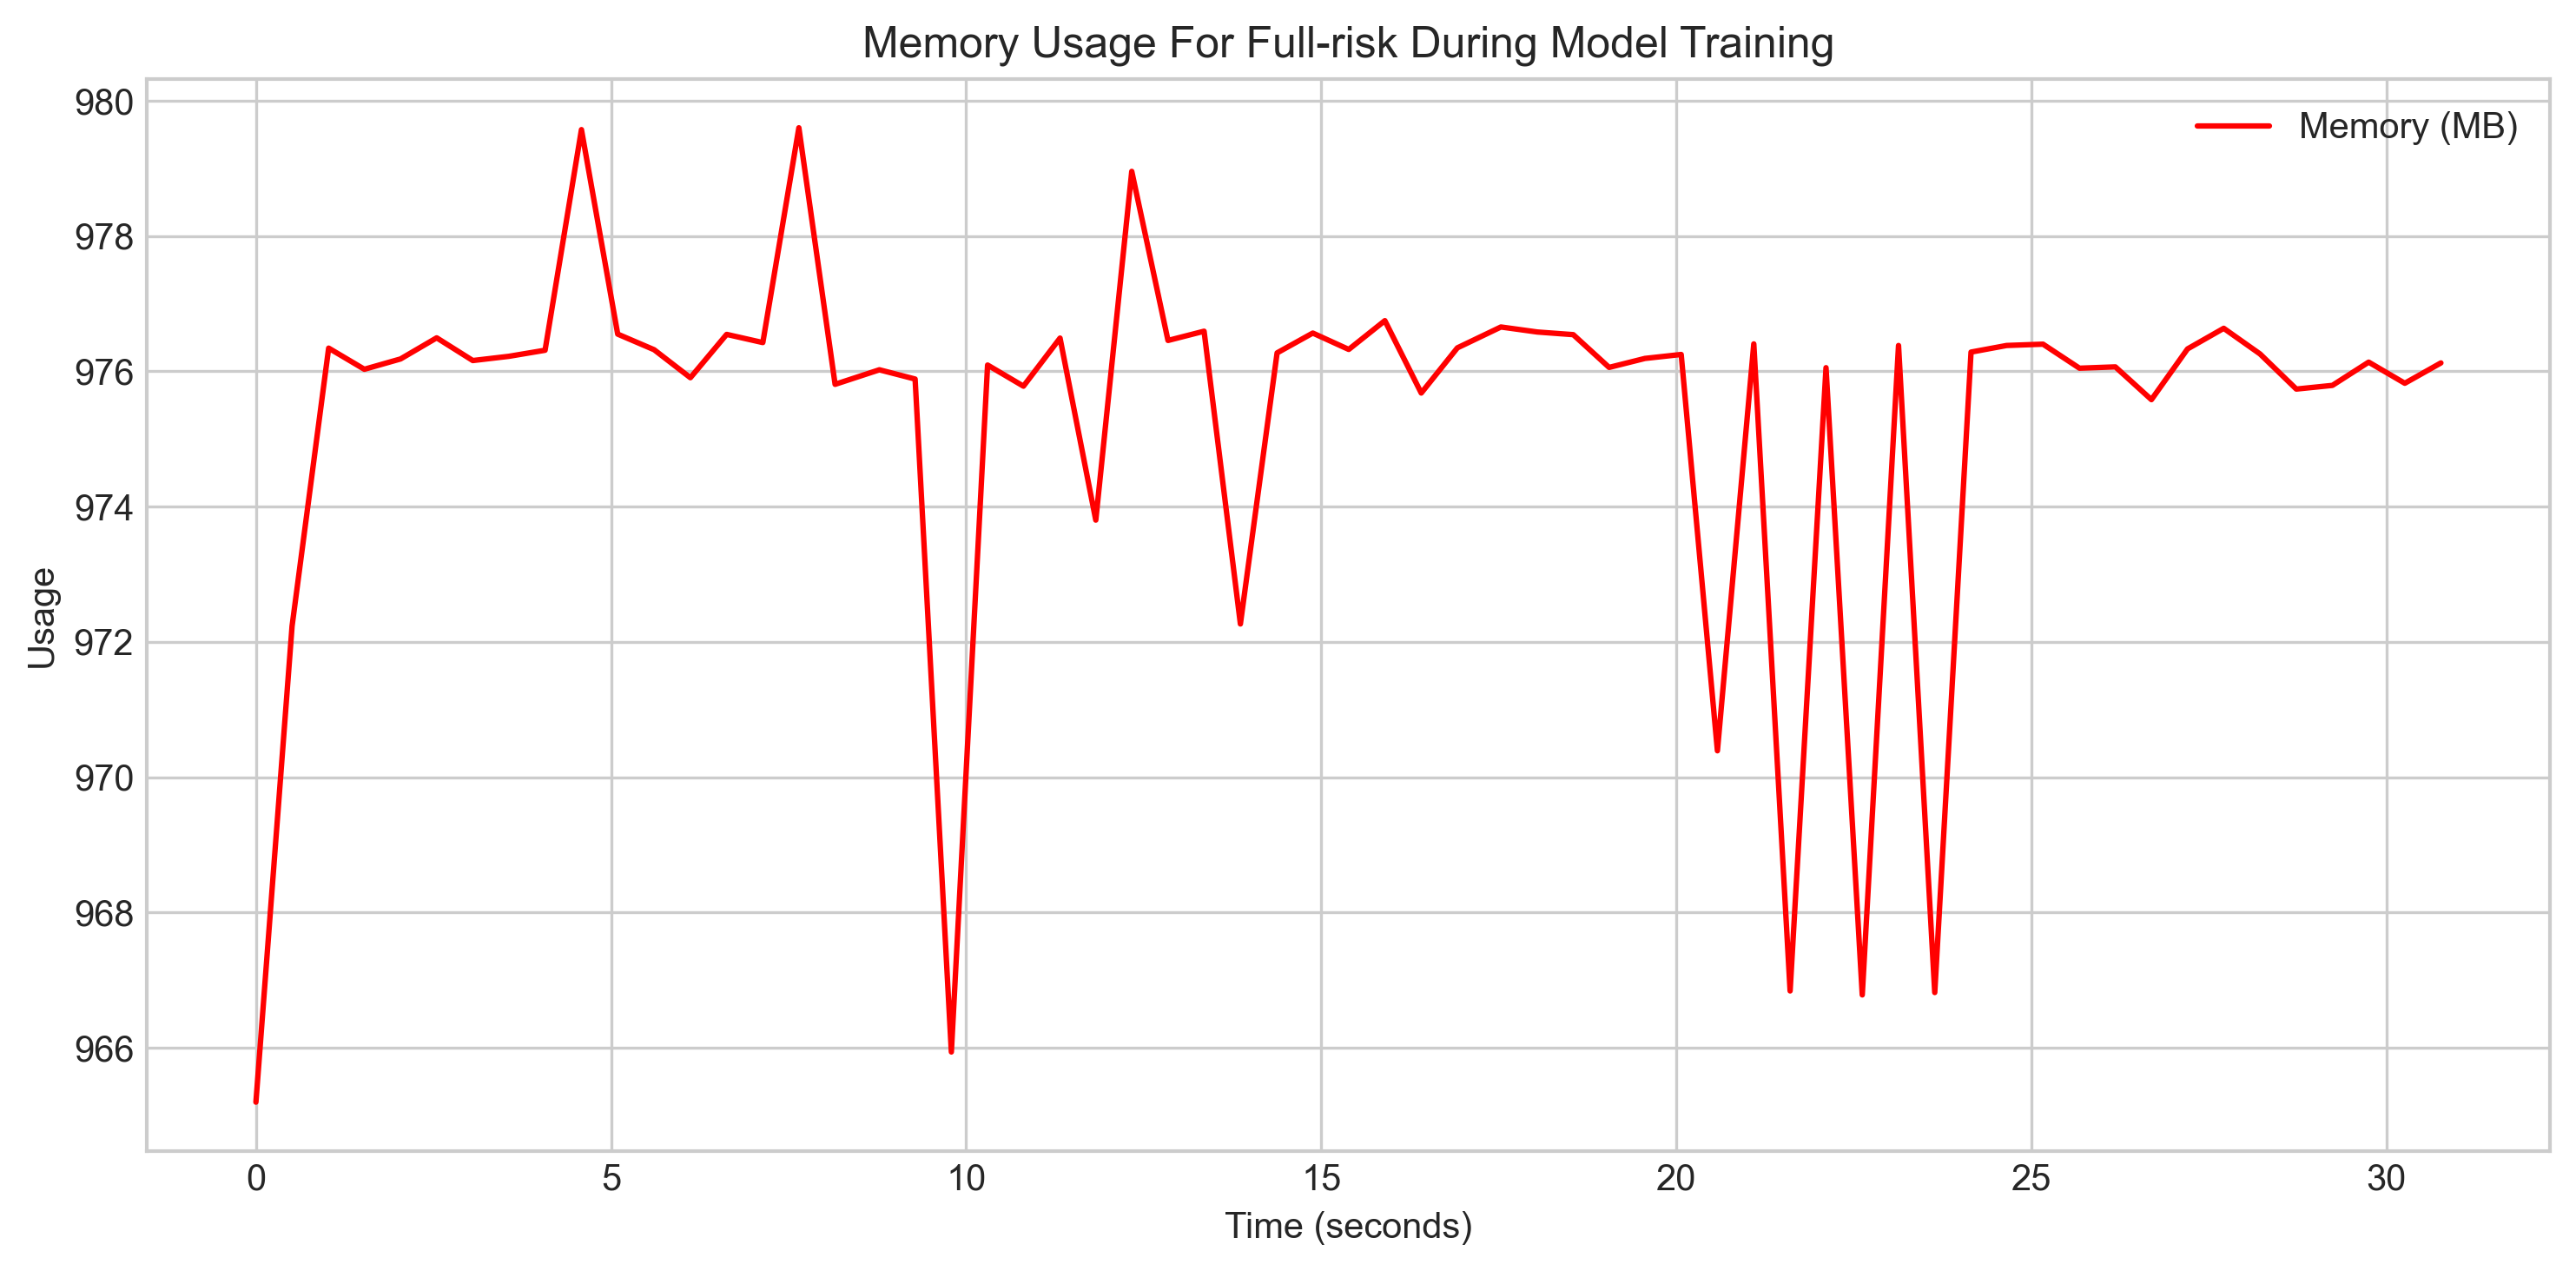 Memory Usage For Full-risk During Model Training
980
978
976
974
972
970
968
966
Usage
Memory (MB)
0 5 10 15 20 25 30
Time (seconds)